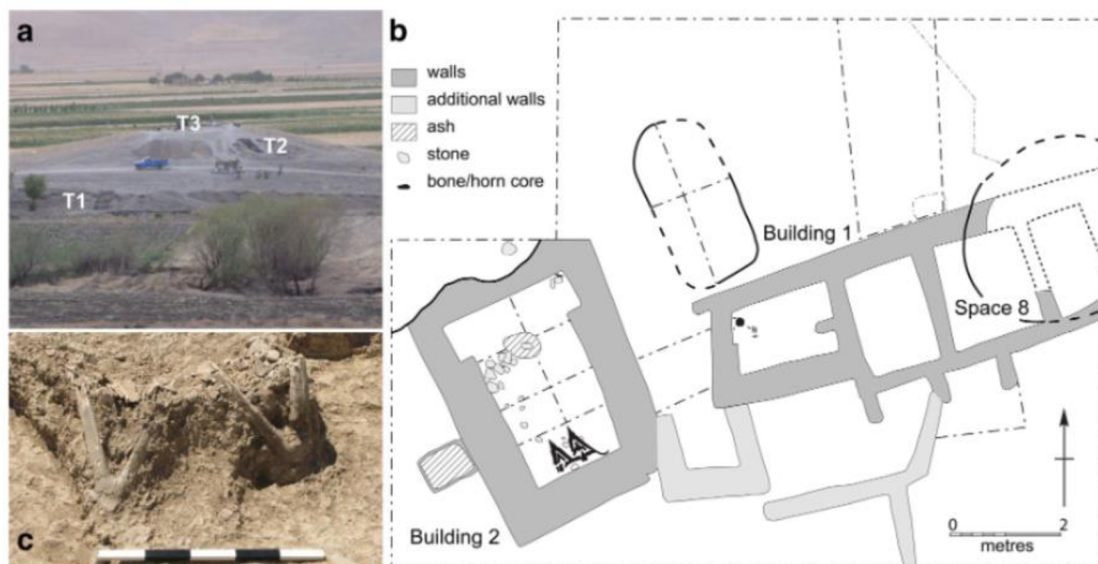 a
T3
T2
T1
c
b
walls
additional walls
ash
stone
bone/horn core
Building 1
Space 8
Building 2
0 2
metres